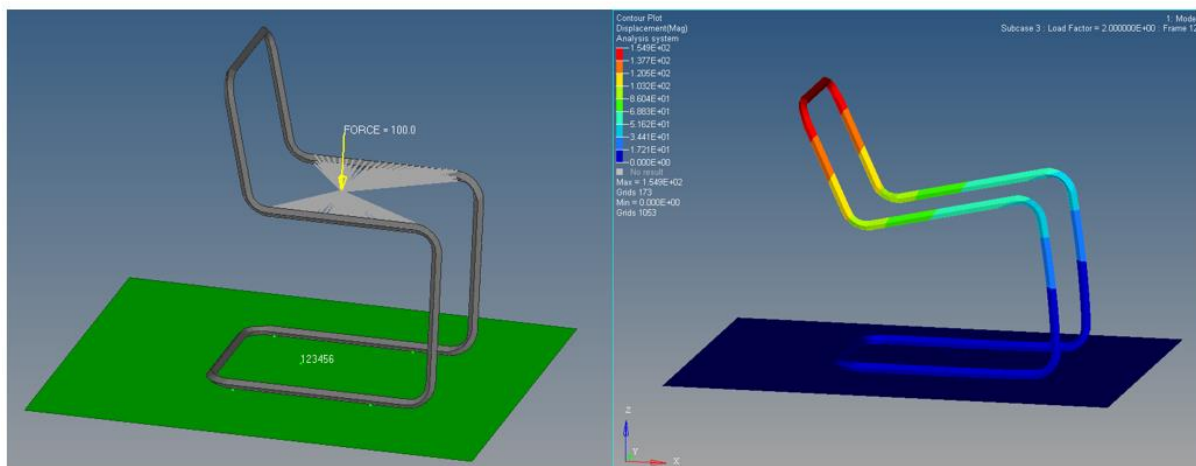 FORCE = 100.0
123456
Contour Plot
Displacement(Mag)
Analysis system
1.549E+02
1.377E+02
1.205E+02
1.032E+02
8.604E+01
6.883E+01
5.162E+01
3.441E+01
1.721E+01
0.000E+00
No result
Max = 1.549E+02
Grids 173
Min = 0.000E+00
Grids 1053
1: Mode
Subcase 3 : Load Factor = 2.000000E+00 : Frame 12
Z
Y
X